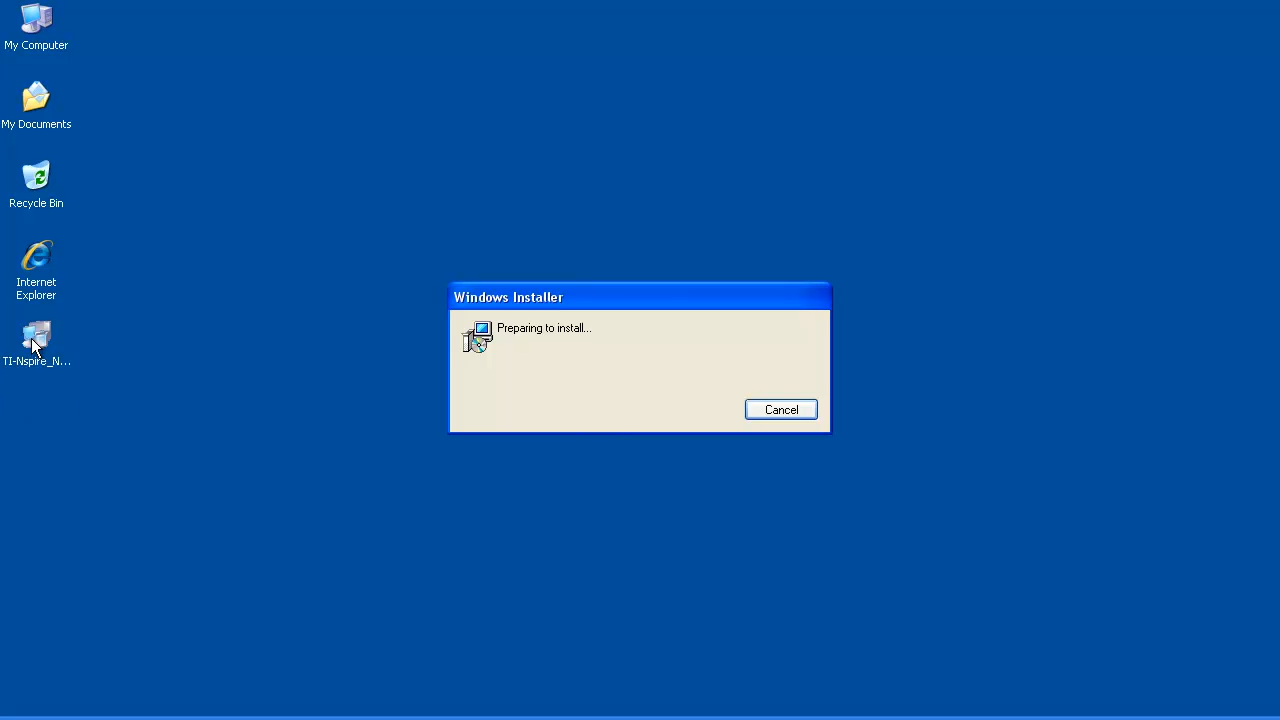 My Computer
My Documents
Recycle Bin
Internet
Explorer
TI-Nspire_N...
Windows Installer
Preparing to install...
Cancel